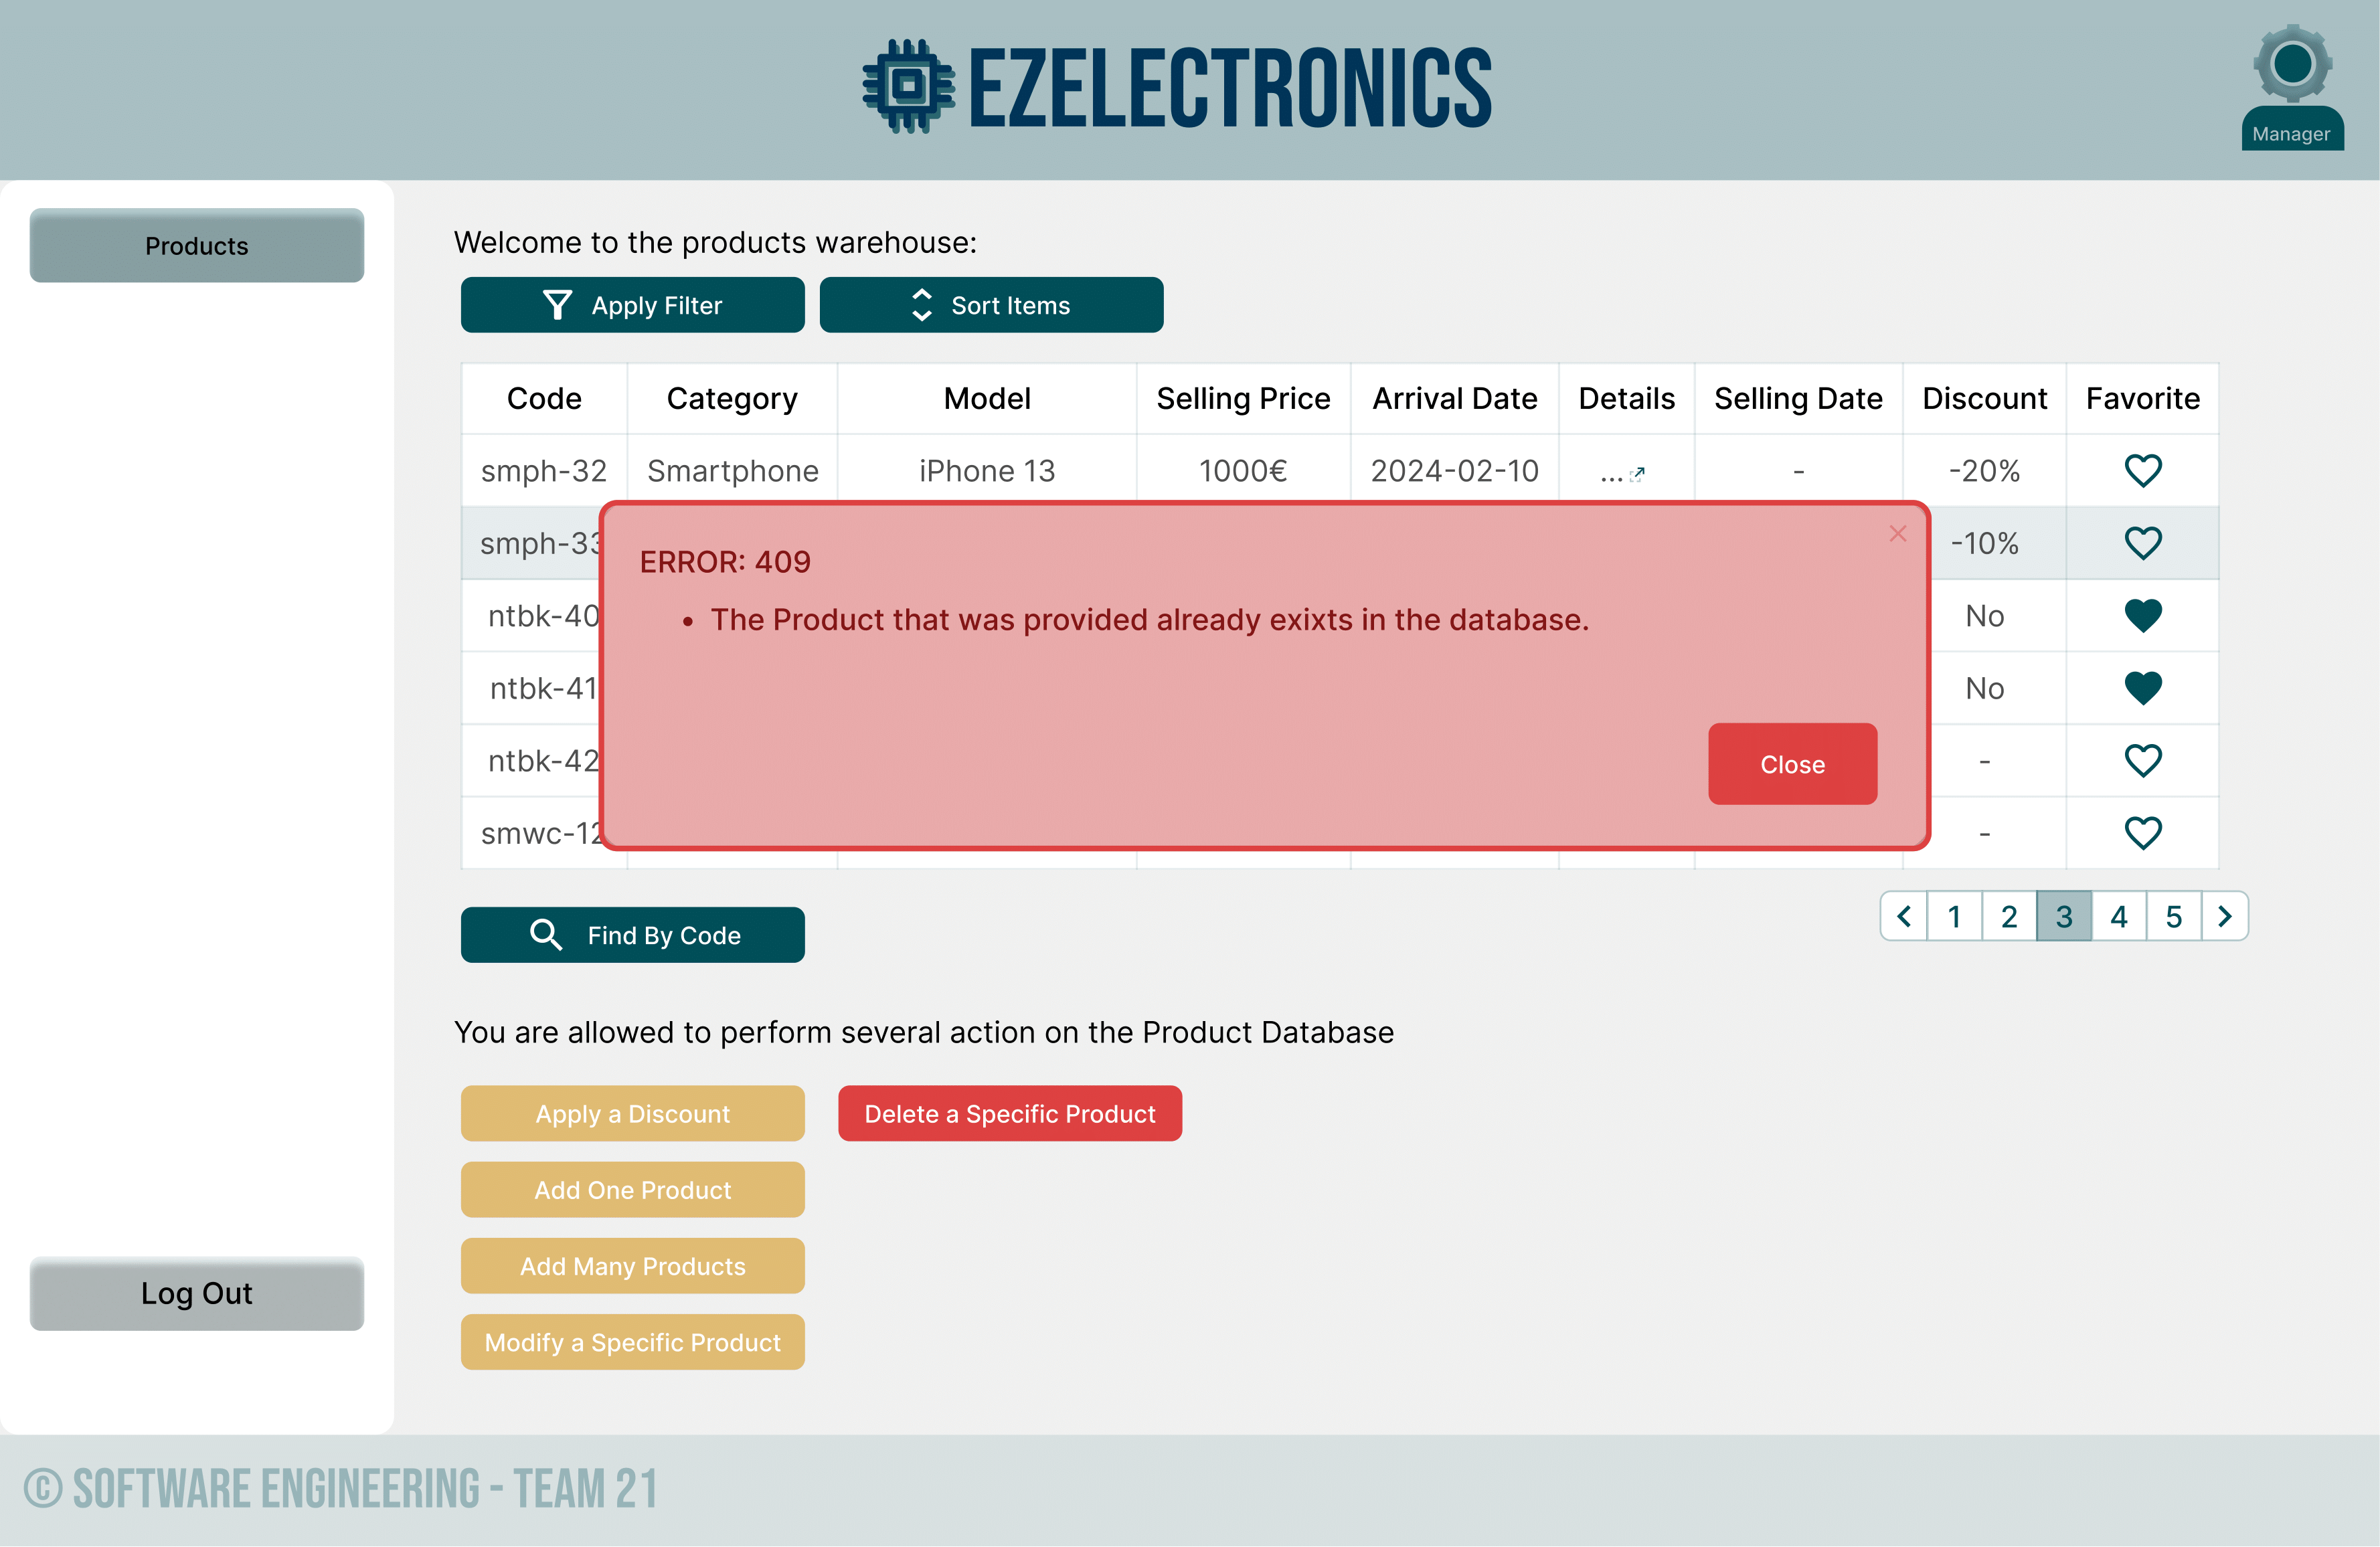 EZELECTRONICS
Manager
Products
Welcome to the products warehouse:
Apply Filter Sort Items
Code Category Model Selling Price Arrival Date Details Selling Date Discount Favorite
smph-32 Smartphone iPhone 13 1000€ 2024-02-10 ... - -20%
smph-33 -10%
ERROR: 409
ntbk-40 No
• The Product that was provided already exixts in the database.
ntbk-41 No
ntbk-42 -
Close
smwc-12 -
< 1 2 3 4 5 >
Find By Code
You are allowed to perform several action on the Product Database
Apply a Discount Delete a Specific Product
Add One Product
Add Many Products
Log Out
Modify a Specific Product
© SOFTWARE ENGINEERING - TEAM 21